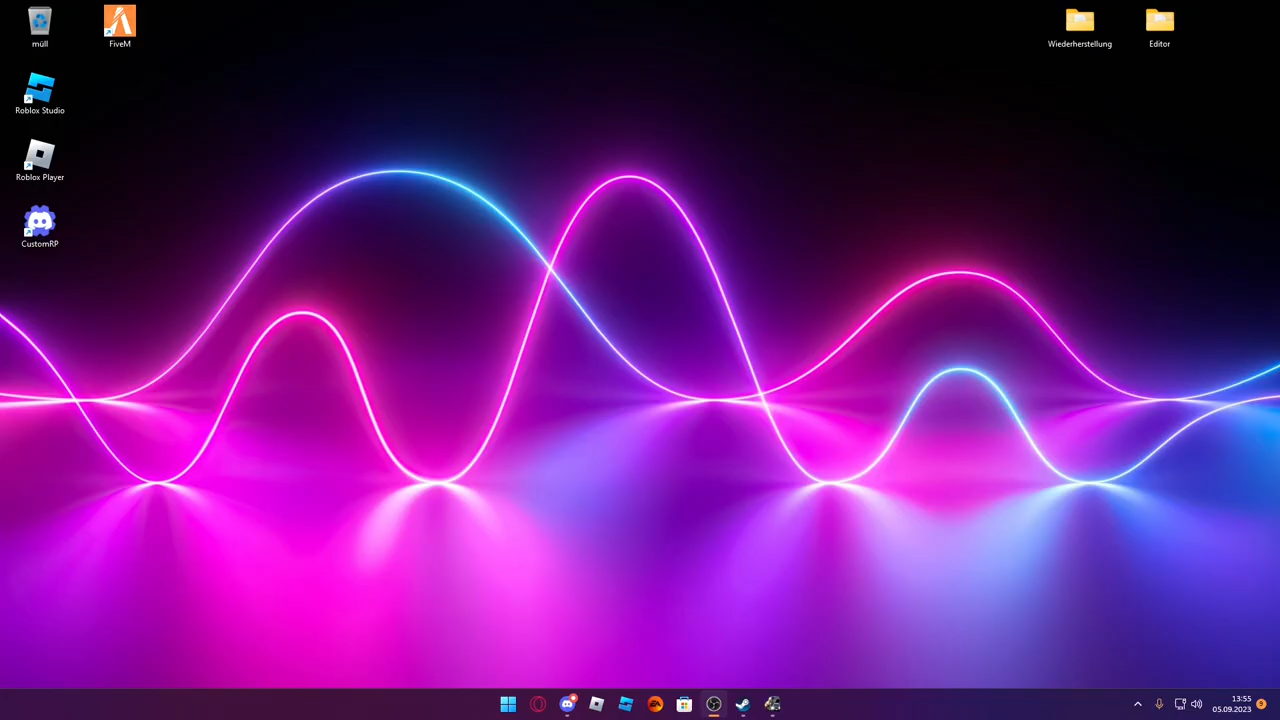 müll
FiveM
Wiederherstellung
Editor
Roblox Studio
Roblox Player
CustomRP
13:55
05.09.2023